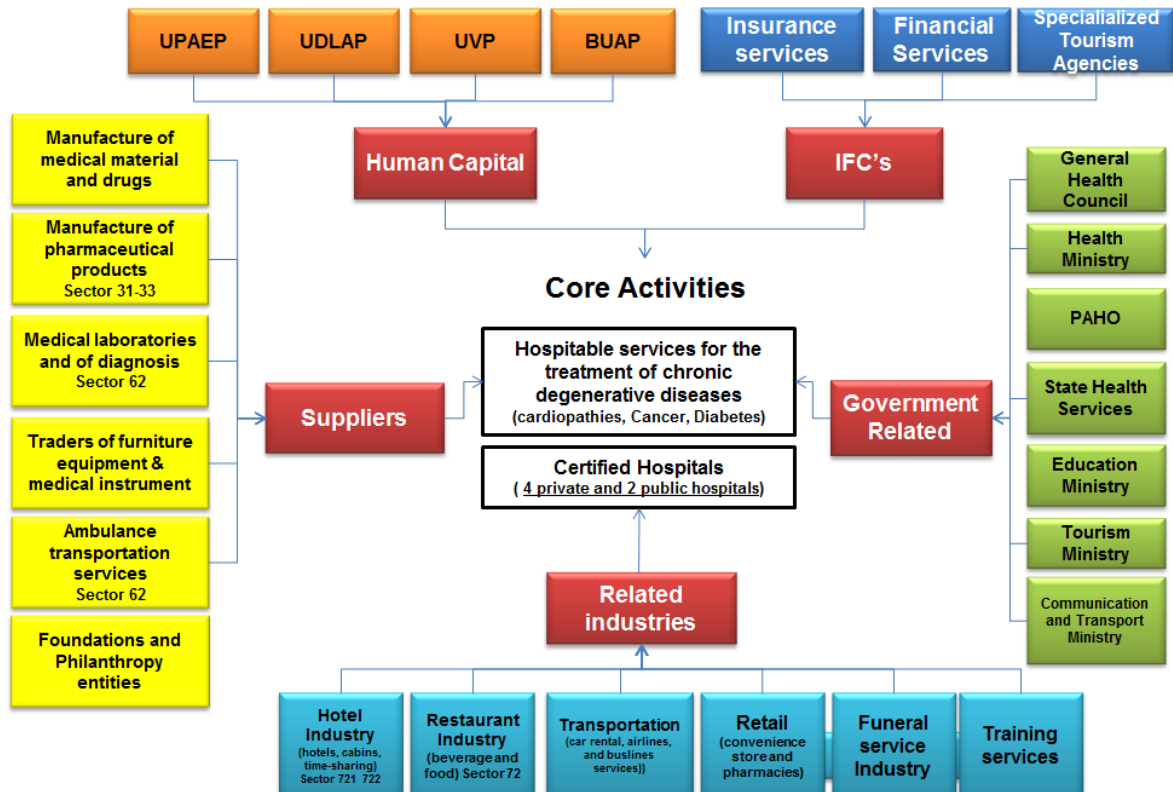 UPAEP
UDLAP
UVP
BUAP
Insurance
services
Financial
Services
Specialialized
Tourism
Agencies
Human Capital
IFC's
Manufacture of
medical material
and drugs
Manufacture of
pharmaceutical
products
Sector 31-33
Medical laboratories
and of diagnosis
Sector 62
Traders of furniture
equipment &
medical instrument
Ambulance
transportation
services
Sector 62
Foundations and
Philanthropy
entities
Suppliers
Core Activities
Hospitable services for the
treatment of chronic
degenerative diseases
(cardiopathies, Cancer, Diabetes)
Certified Hospitals
( 4 private and 2 public hospitals)
Government
Related
General
Health
Council
Health
Ministry
PAHO
State Health
Services
Education
Ministry
Tourism
Ministry
Communication
and Transport
Ministry
Related
industries
Hotel
Industry
(hotels, cabins,
time-sharing)
Sector 721 722
Restaurant
Industry
(beverage and
food) Sector72
Transportation
(car rental, airlines,
and buslines
services))
Retail
(convenience
store and
pharmacies)
Funeral
service
Industry
Training
services